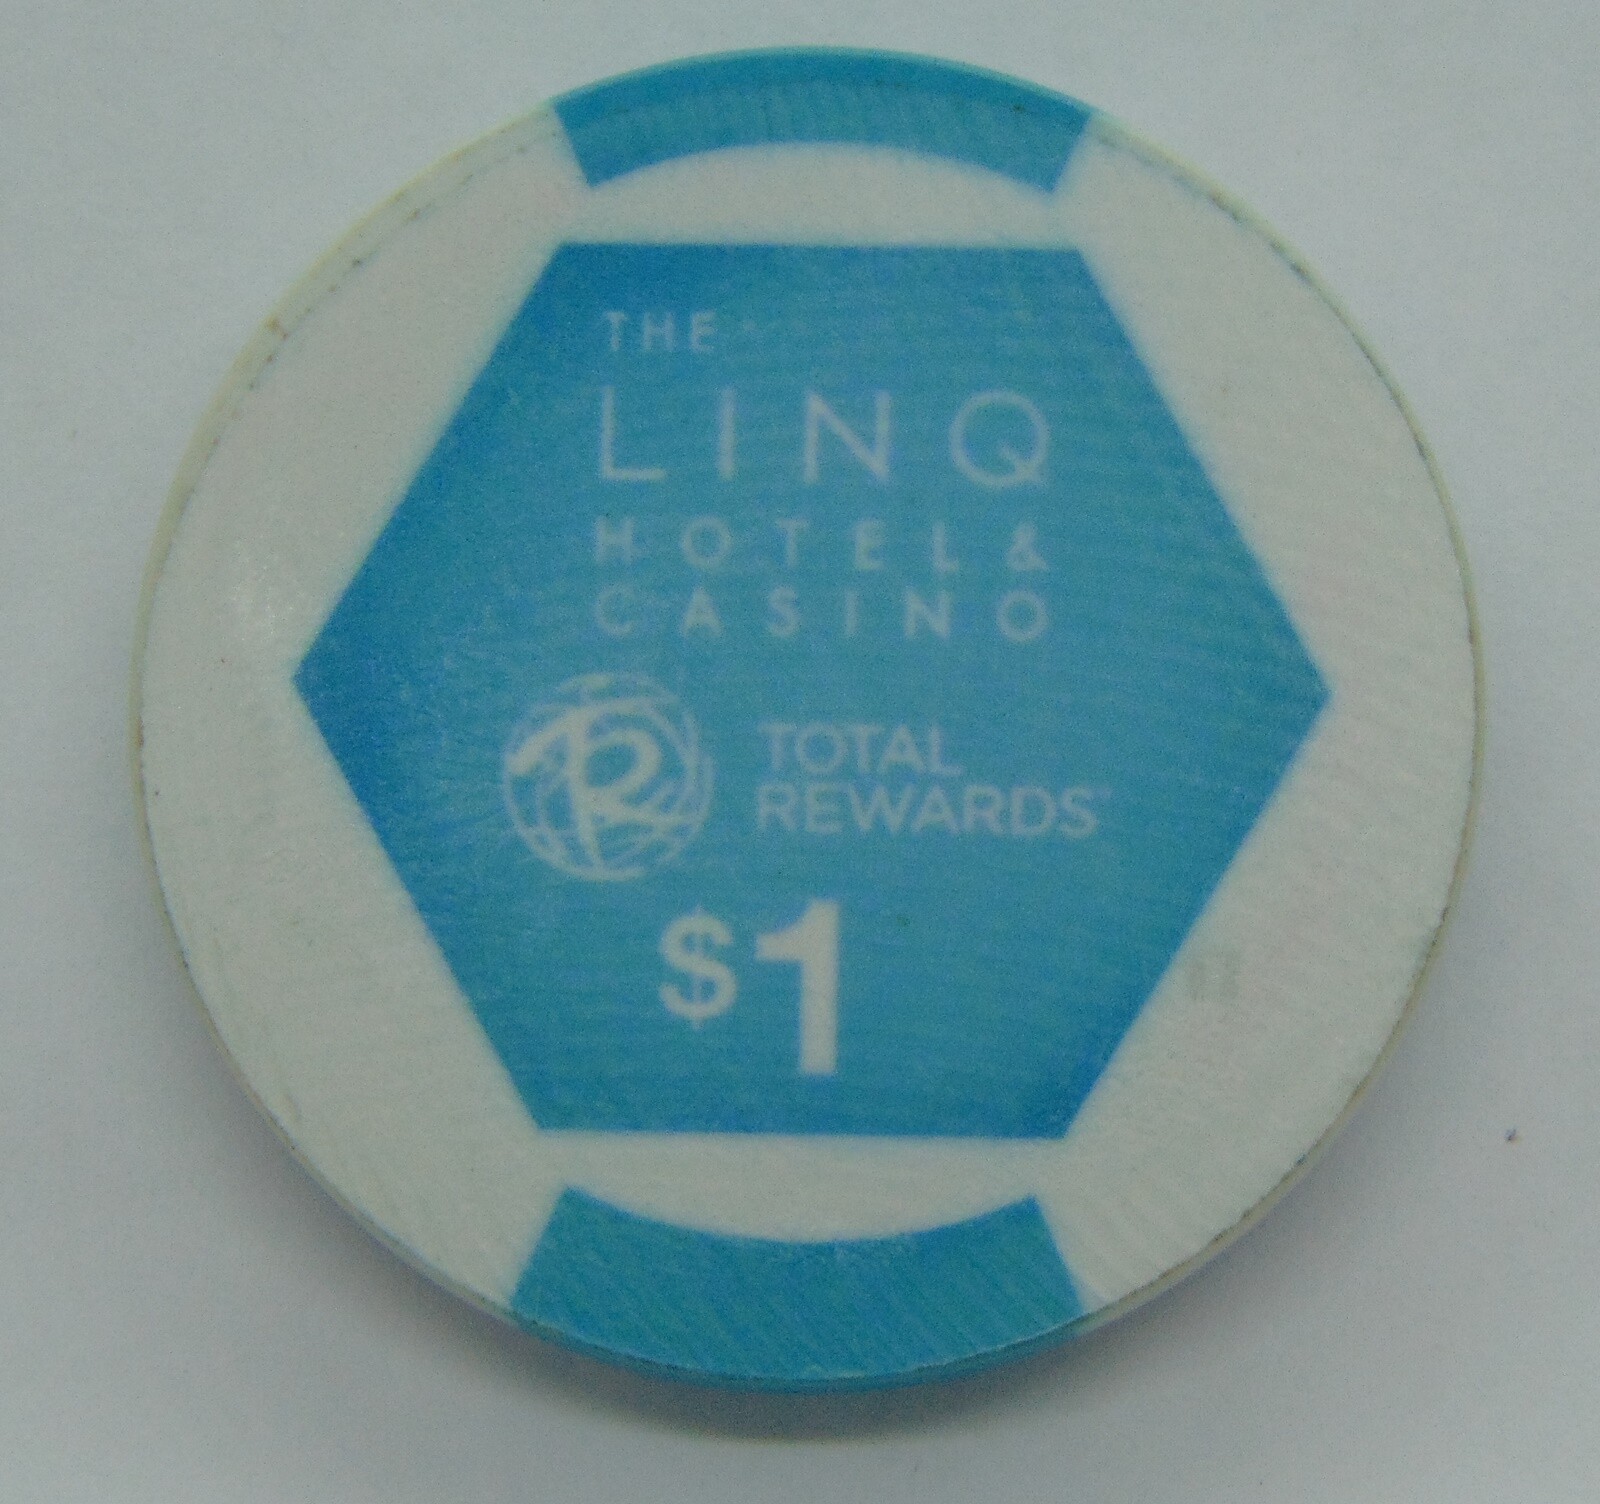 THE
LINQ
HOTEL &
CASINO
TR
TOTAL
REWARDS
$1